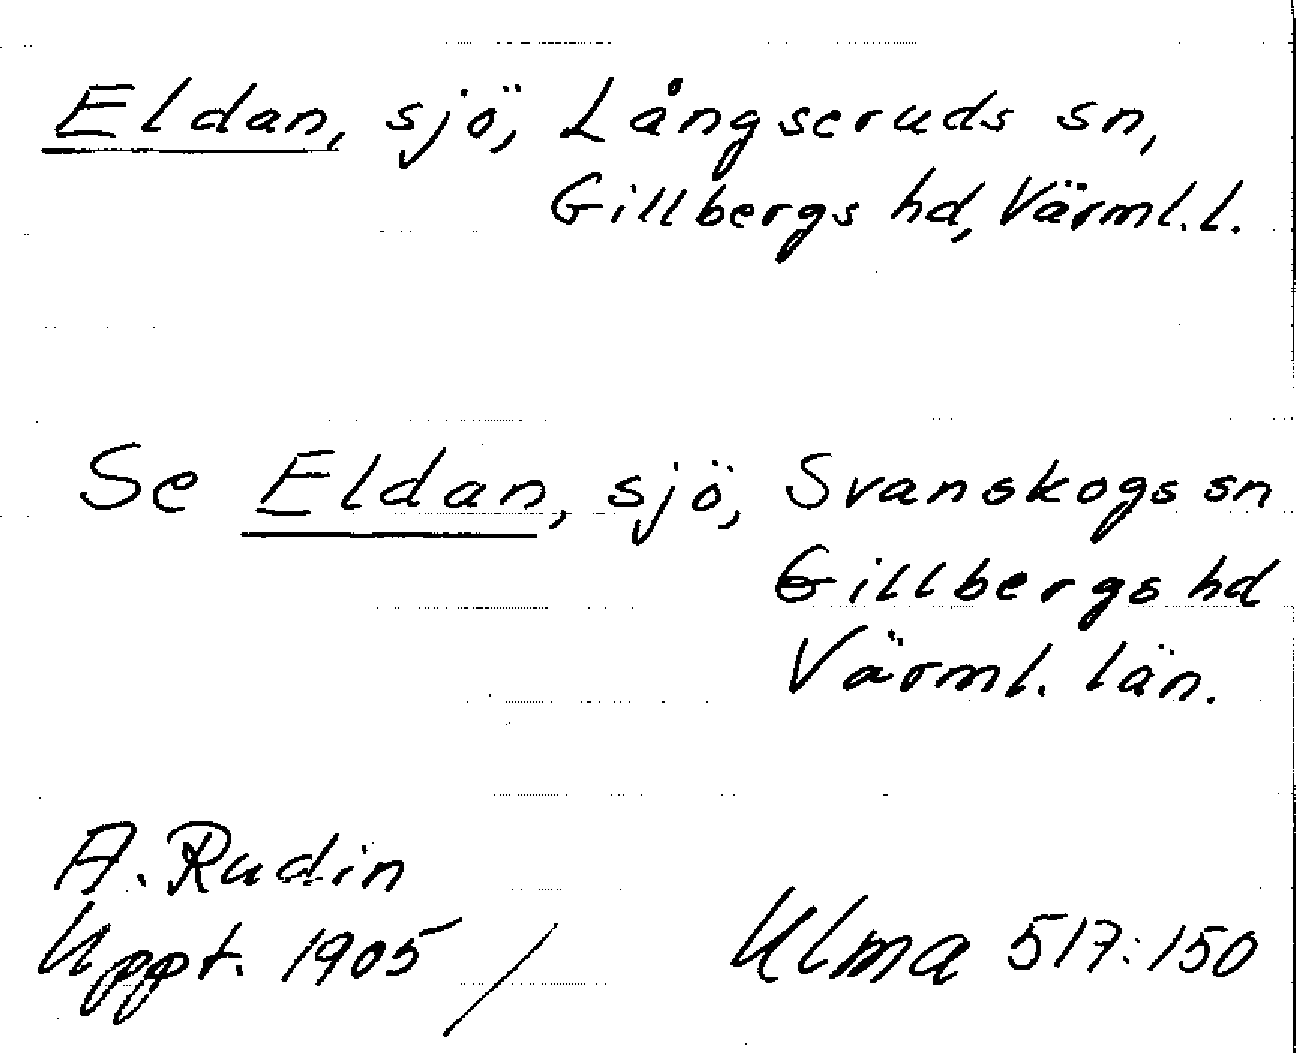 Eldan, sjö, Långseruds sn,
Gillbergs hd, Värml. l.
Se Eldan, sjö, Svanskogs sn
Gillbergs hd
Värml. län.
A. Rudin
Uppt. 1905 / Ulma 517:150